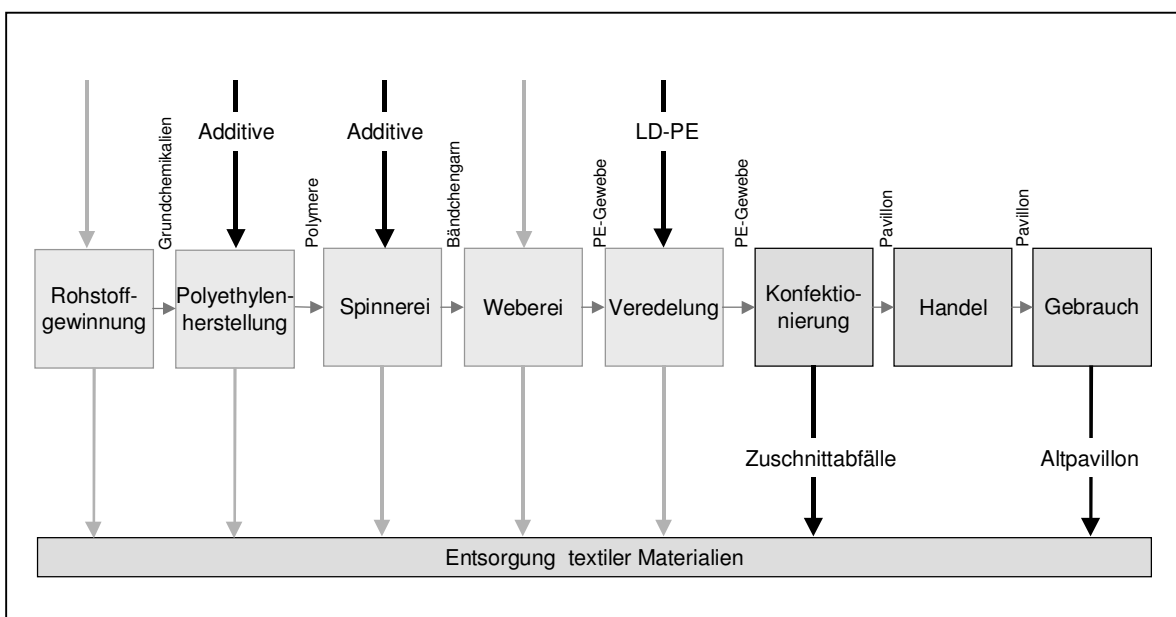 Additive
Additive
LD-PE
Grundchemikalien
Polymere
Bändchengarn
PE-Gewebe
PE-Gewebe
Pavillon
Pavillon
Rohstoff-
gewinnung
Polyethylen-
herstellung
Spinnerei
Weberei
Veredelung
Konfektio-
nierung
Handel
Gebrauch
Zuschnittabfälle
Altpavillon
Entsorgung textiler Materialien